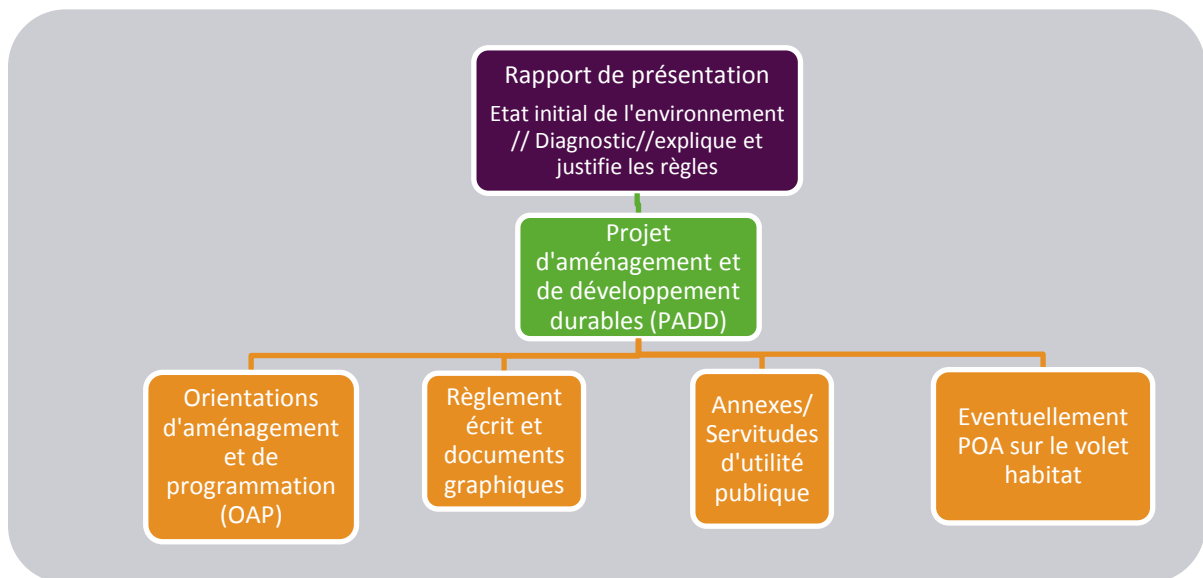 Rapport de présentation
Etat initial de l'environnement
// Diagnostic//explique et
justifie les règles
Projet
d'aménagement et
de développement
durables (PADD)
Orientations
d'aménagement
et de
programmation
(OAP)
Règlement
écrit et
documents
graphiques
Annexes/
Servitudes
d'utilité
publique
Eventuellement
POA sur le volet
habitat